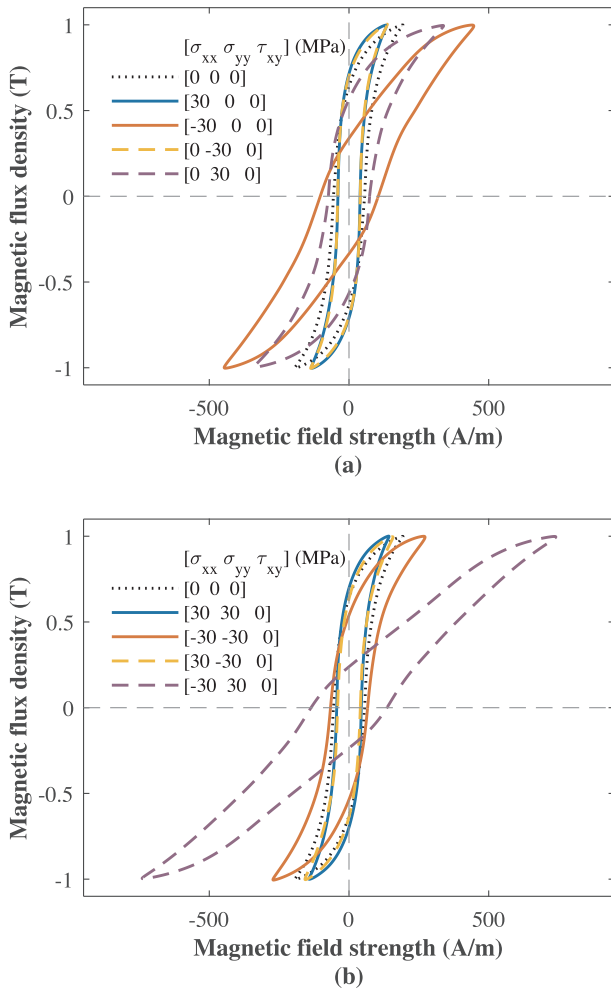 1
0.5
0
-0.5
-1
Magnetic flux density (T)
[σxx σyy τxy] (MPa)
[0 0 0]
[30 0 0]
[-30 0 0]
[0 -30 0]
[0 30 0]
-500 0 500
Magnetic field strength (A/m)
(a)
1
0.5
0
-0.5
-1
Magnetic flux density (T)
[σxx σyy τxy] (MPa)
[0 0 0]
[30 30 0]
[-30 -30 0]
[30 -30 0]
[-30 30 0]
-500 0 500
Magnetic field strength (A/m)
(b)